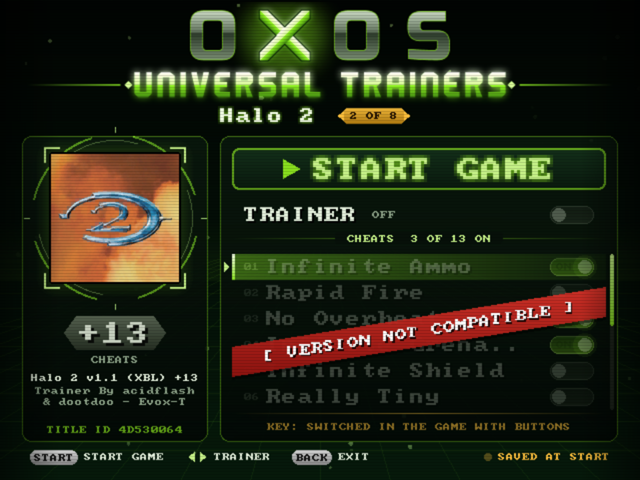 OXOS
UNIVERSAL TRAINERS
Halo 2 2 OF 8
START GAME
TRAINER OFF
CHEATS 3 OF 13 ON
01 Infinite Ammo
02 Rapid Fire
03 No Overhea
[ VERSION NOT COMPATIBLE ]
Infinite Shield
06 Really Tiny
KEY: SWITCHED IN THE GAME WITH BUTTONS
2
+13
CHEATS
Halo 2 v1.1 (XBL) +13
Trainer By acidflash
& dootdoo - Evox-T
TITLE ID 4D530064
START START GAME TRAINER BACK EXIT SAVED AT START